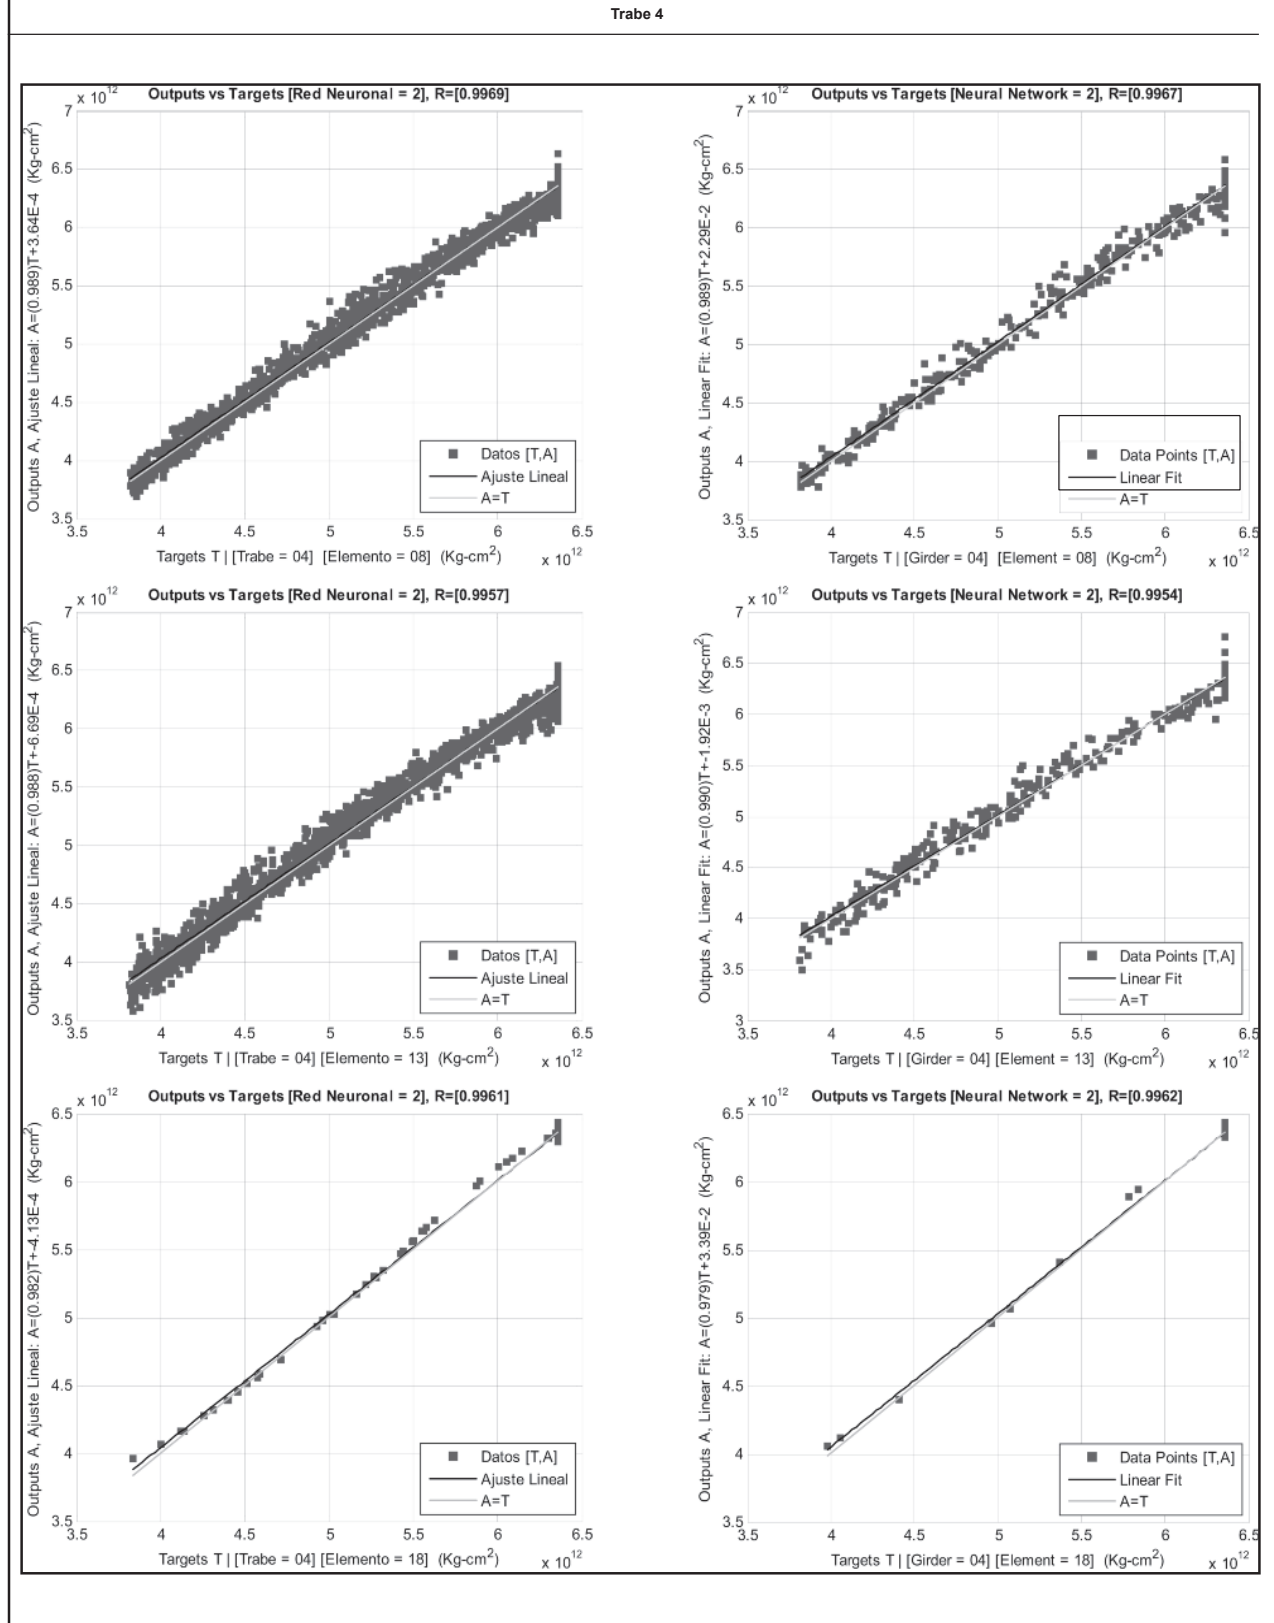 Trabe 4
Outputs vs Targets [Red Neuronal = 2], R=[0.9969]
x 10^12
Outputs A, Ajuste Lineal: A=(0.989)T+3.64E-4 (Kg-cm^2)
7
6.5
6
5.5
5
4.5
4
3.5
Datos [T,A]
Ajuste Lineal
A=T
3.5 4 4.5 5 5.5 6 6.5
Targets T | [Trabe = 04] [Elemento = 08] (Kg-cm^2) x 10^12
Outputs vs Targets [Neural Network = 2], R=[0.9967]
x 10^12
Outputs A, Linear Fit: A=(0.989)T+2.29E-2 (Kg-cm^2)
7
6.5
6
5.5
5
4.5
4
3.5
Data Points [T,A]
Linear Fit
A=T
3.5 4 4.5 5 5.5 6 6.5
Targets T | [Girder = 04] [Element = 08] (Kg-cm^2) x 10^12
Outputs vs Targets [Red Neuronal = 2], R=[0.9957]
x 10^12
Outputs A, Ajuste Lineal: A=(0.988)T+-6.69E-4 (Kg-cm^2)
7
6.5
6
5.5
5
4.5
4
3.5
Datos [T,A]
Ajuste Lineal
A=T
3.5 4 4.5 5 5.5 6 6.5
Targets T | [Trabe = 04] [Elemento = 13] (Kg-cm^2) x 10^12
Outputs vs Targets [Neural Network = 2], R=[0.9954]
x 10^12
Outputs A, Linear Fit: A=(0.990)T+-1.92E-3 (Kg-cm^2)
7
6.5
6
5.5
5
4.5
4
3.5
3
Data Points [T,A]
Linear Fit
A=T
3.5 4 4.5 5 5.5 6 6.5
Targets T | [Girder = 04] [Element = 13] (Kg-cm^2) x 10^12
Outputs vs Targets [Red Neuronal = 2], R=[0.9961]
x 10^12
Outputs A, Ajuste Lineal: A=(0.982)T+-4.13E-4 (Kg-cm^2)
6.5
6
5.5
5
4.5
4
3.5
Datos [T,A]
Ajuste Lineal
A=T
3.5 4 4.5 5 5.5 6 6.5
Targets T | [Trabe = 04] [Elemento = 18] (Kg-cm^2) x 10^12
Outputs vs Targets [Neural Network = 2], R=[0.9962]
x 10^12
Outputs A, Linear Fit: A=(0.979)T+3.39E-2 (Kg-cm^2)
6.5
6
5.5
5
4.5
4
3.5
Data Points [T,A]
Linear Fit
A=T
3.5 4 4.5 5 5.5 6 6.5
Targets T | [Girder = 04] [Element = 18] (Kg-cm^2) x 10^12